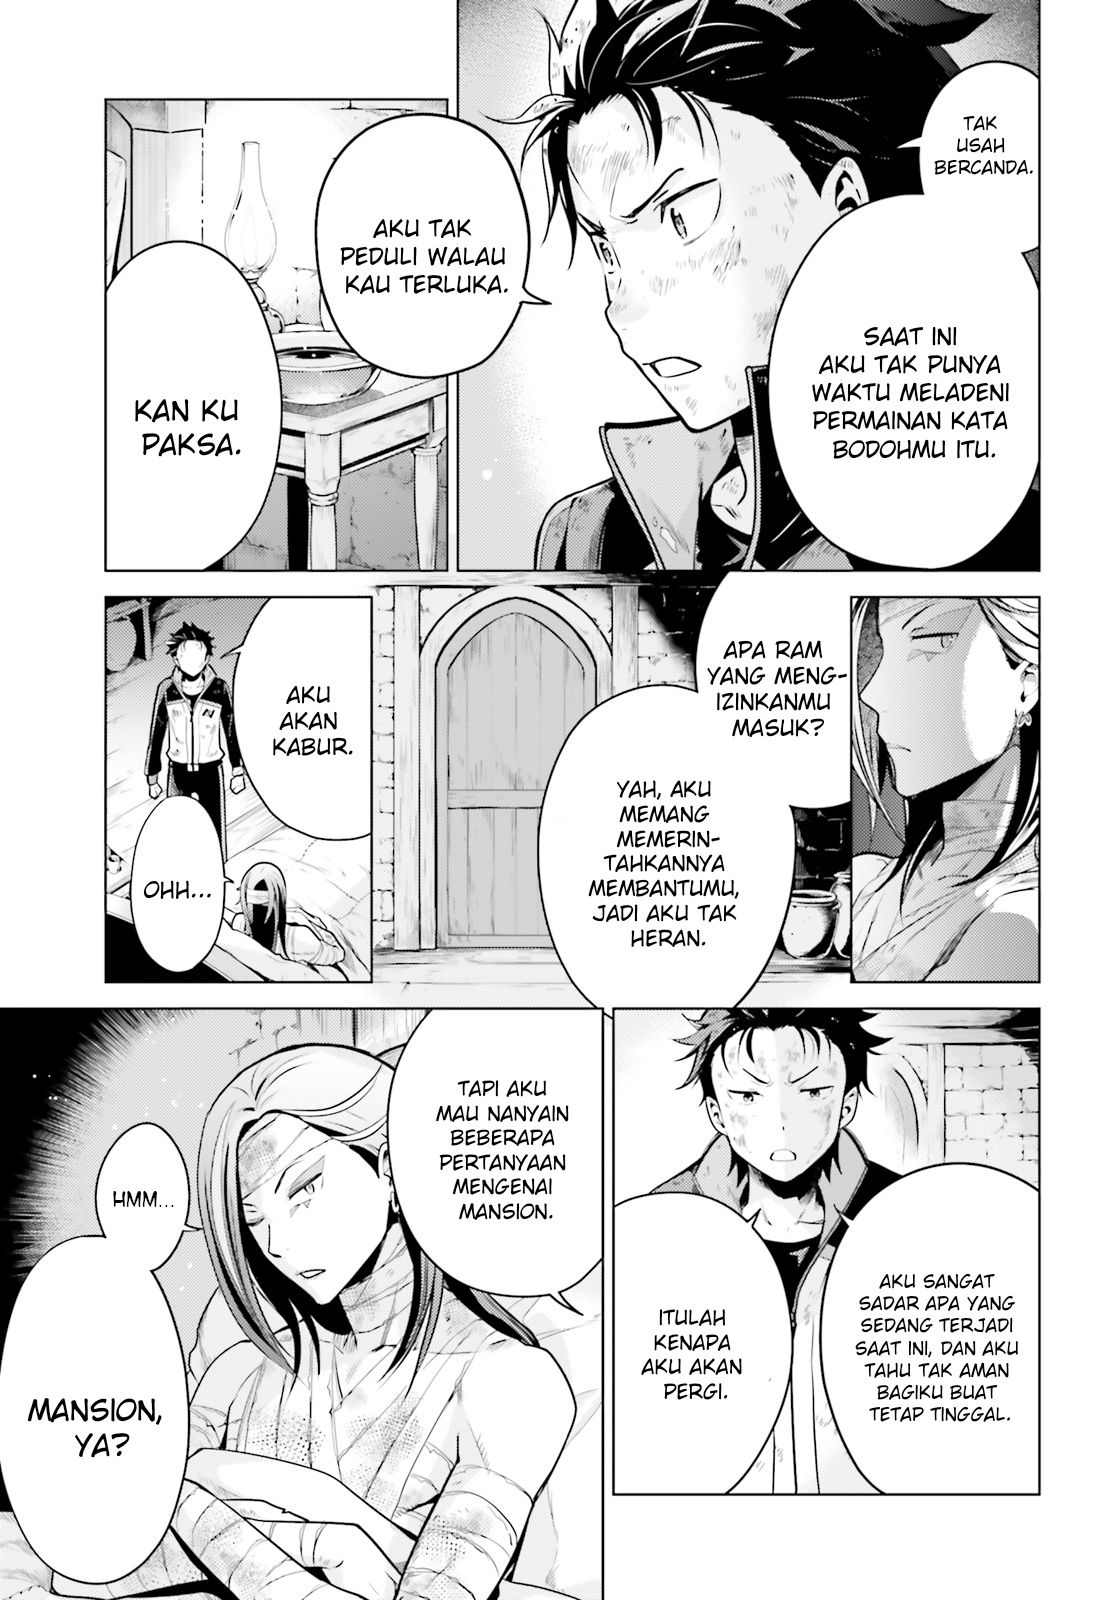 TAK
USAH
BERCANDA.
SAAT INI
AKU TAK PUNYA
WAKTU MELADENI
PERMAINAN KATA
BODOHMU ITU.
AKU TAK
PEDULI WALAU
KAU TERLUKA.
KAN KU
PAKSA.
APA RAM
YANG MENG-
IZINKANMU
MASUK?
YAH, AKU
MEMANG
MEMERIN-
TAHKANNYA
MEMBANTUMU,
JADI AKU TAK
HERAN.
AKU
AKAN
KABUR.
OHH...
AKU SANGAT
SADAR APA YANG
SEDANG TERJADI
SAAT INI, DAN AKU
TAHU TAK AMAN
BAGIKU BUAT
TETAP TINGGAL.
ITULAH
KENAPA
AKU AKAN
PERGI.
TAPI AKU
MAU NANYAIN
BEBERAPA
PERTANYAAN
MENGENAI
MANSION.
HMM...
MANSION,
YA?